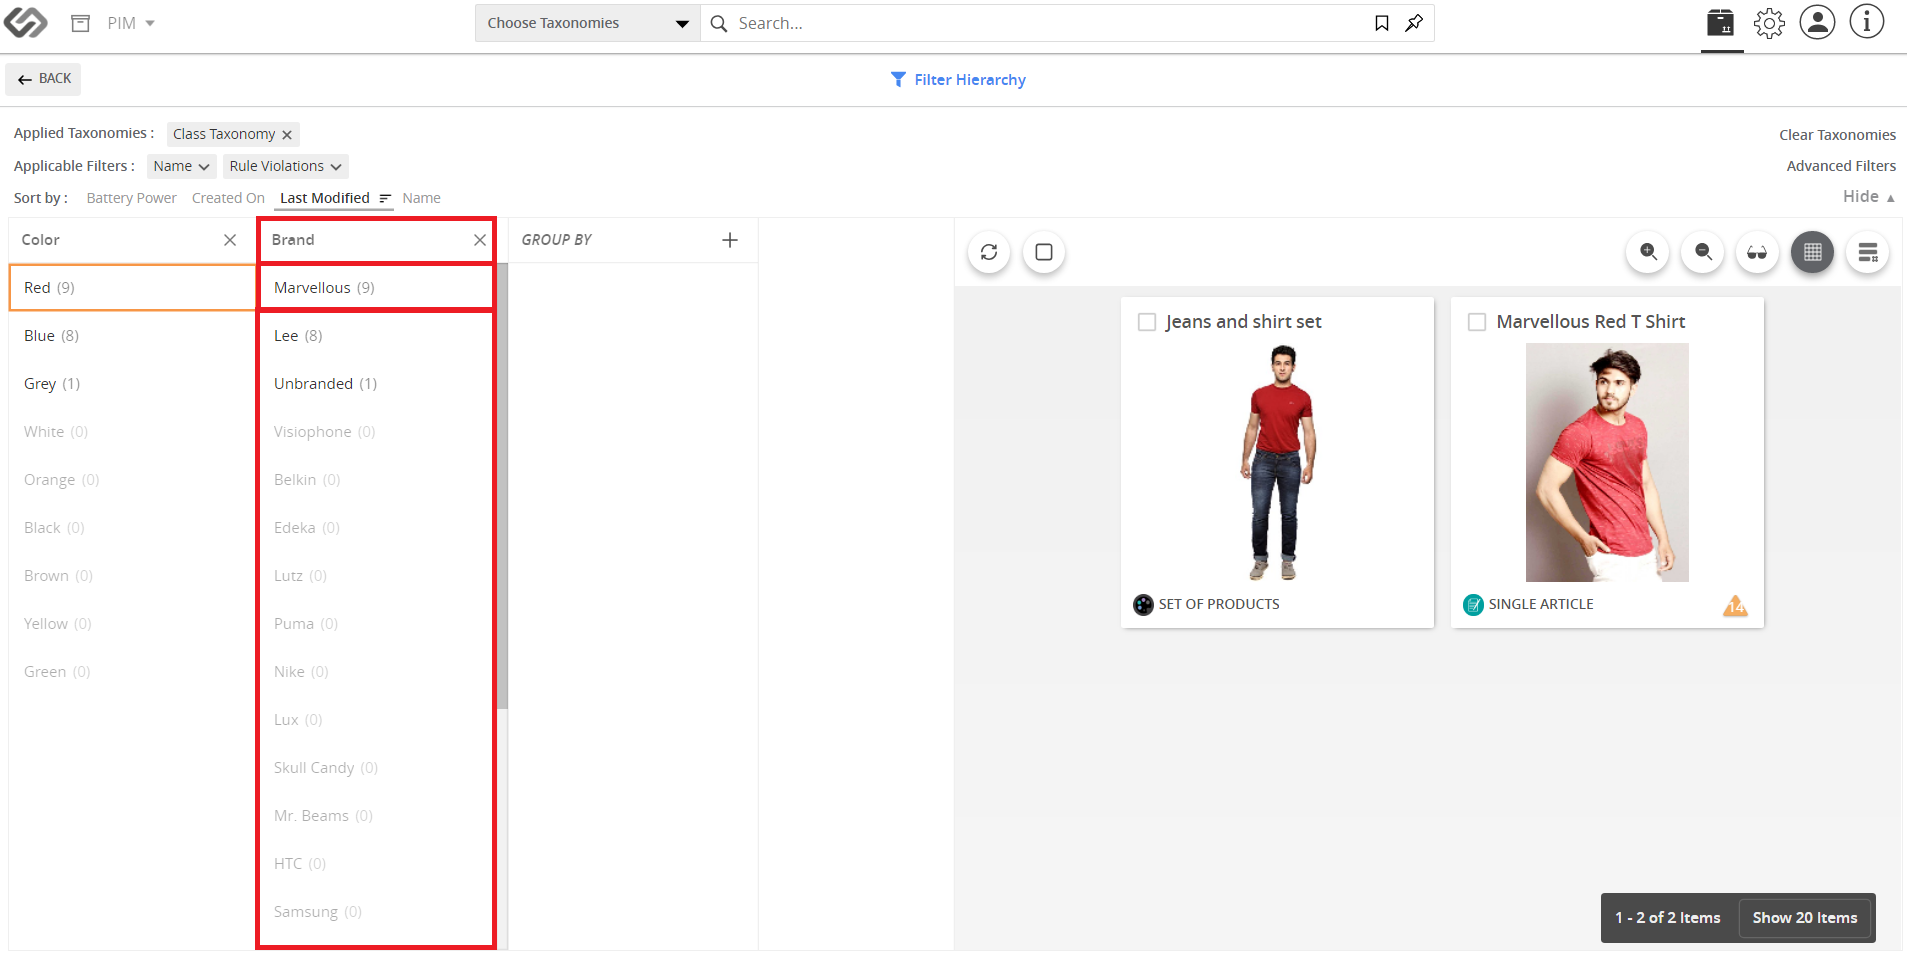 PIM
Choose Taxonomies
Search...
BACK
Filter Hierarchy
Applied Taxonomies :
Class Taxonomy
Clear Taxonomies
Applicable Filters :
Name
Rule Violations
Advanced Filters
Sort by :
Battery Power
Created On
Last Modified
Name
Hide
Color
Red (9)
Blue (8)
Grey (1)
White (0)
Orange (0)
Black (0)
Brown (0)
Yellow (0)
Green (0)
Brand
Marvellous (9)
Lee (8)
Unbranded (1)
Visiophone (0)
Belkin (0)
Edeka (0)
Lutz (0)
Puma (0)
Nike (0)
Lux (0)
Skull Candy (0)
Mr. Beams (0)
HTC (0)
Samsung (0)
GROUP BY
Jeans and shirt set
SET OF PRODUCTS
Marvellous Red T Shirt
SINGLE ARTICLE
14
1 - 2 of 2 Items
Show 20 Items